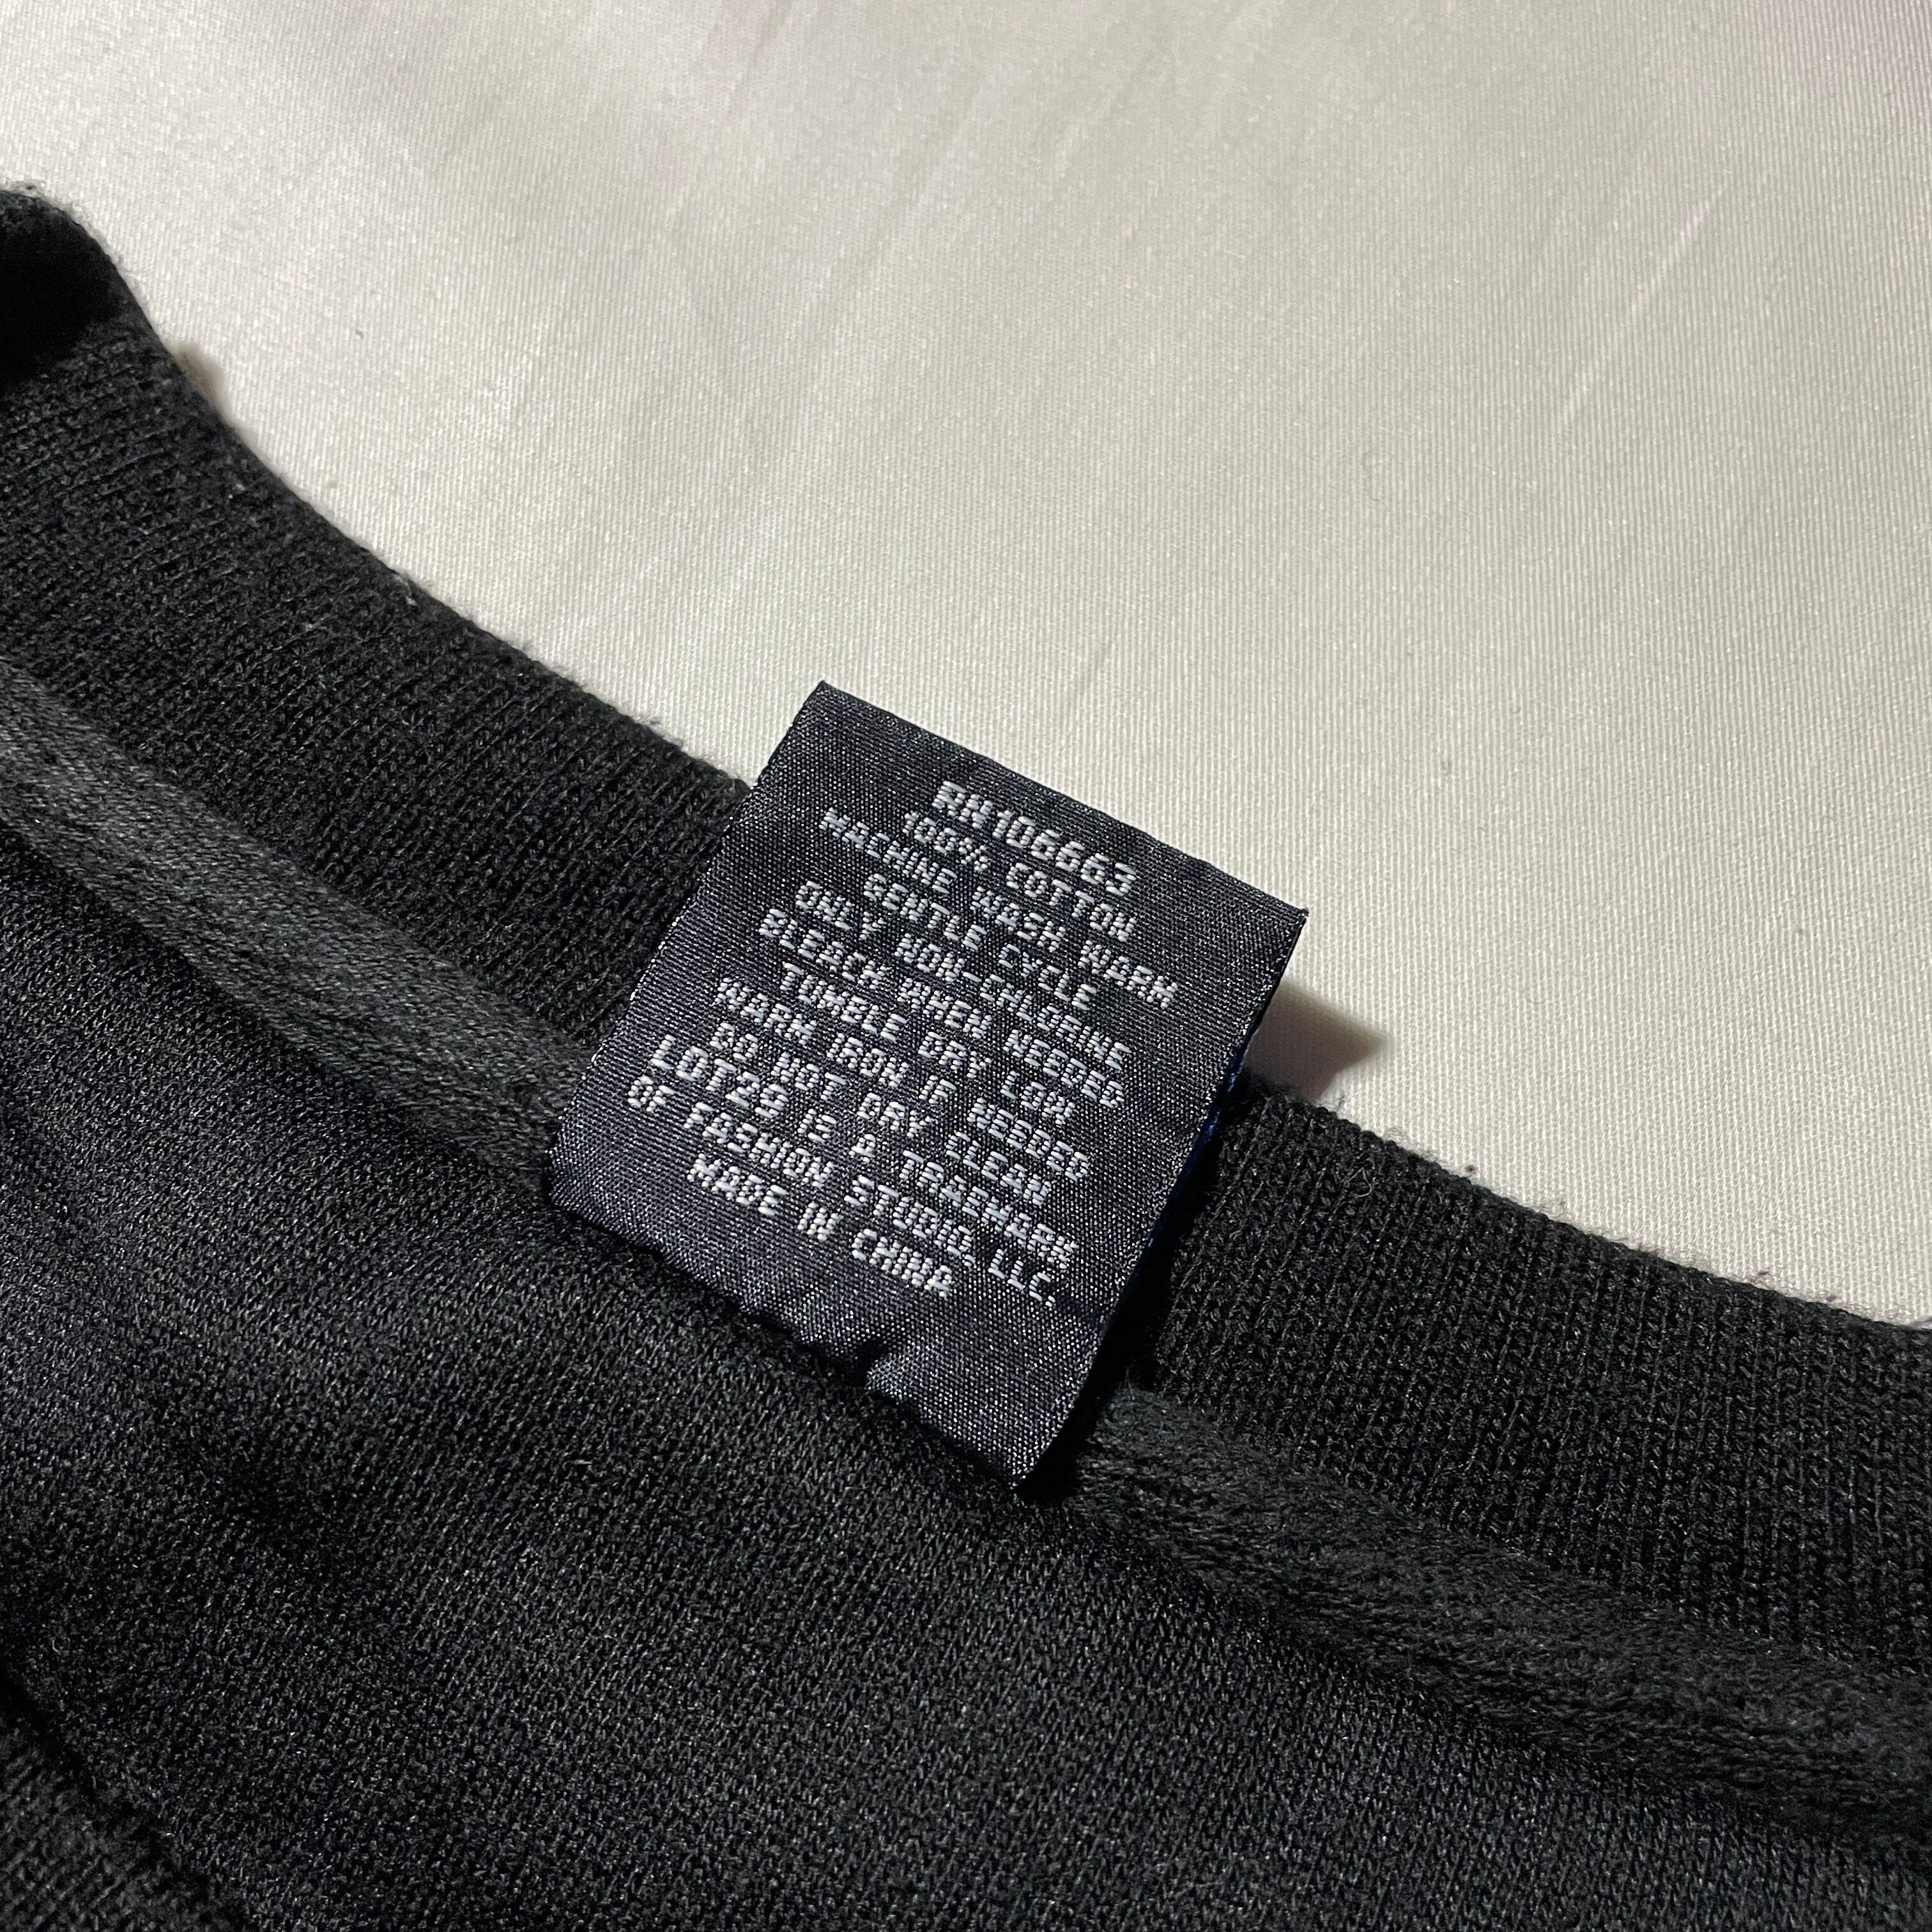 RN106663
100% COTTON
MACHINE WASH WARM
GENTLE CYCLE
ONLY NON-CHLORINE
BLEACH WHEN NEEDED
TUMBLE DRY LOW
WARM IRON IF NEEDED
DO NOT DRY CLEAN
LOT29 IS A TRAEMARK
OF FASHION STUDIO, LLC.
MADE IN CHINA